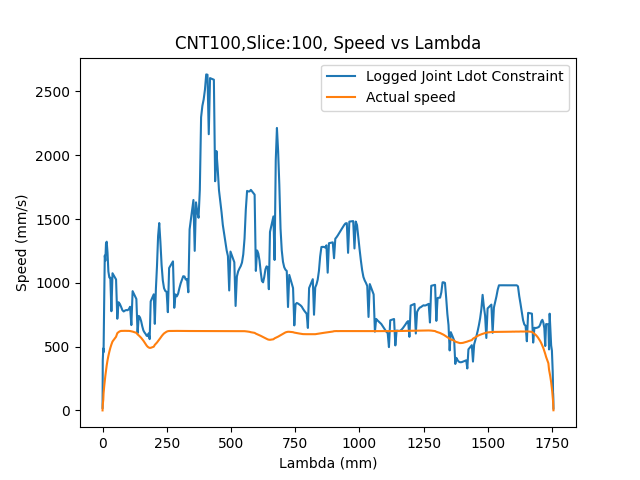 CNT100,Slice:100, Speed vs Lambda
Logged Joint Ldot Constraint
Actual speed
Speed (mm/s)
2500
2000
1500
1000
500
0
0 250 500 750 1000 1250 1500 1750
Lambda (mm)